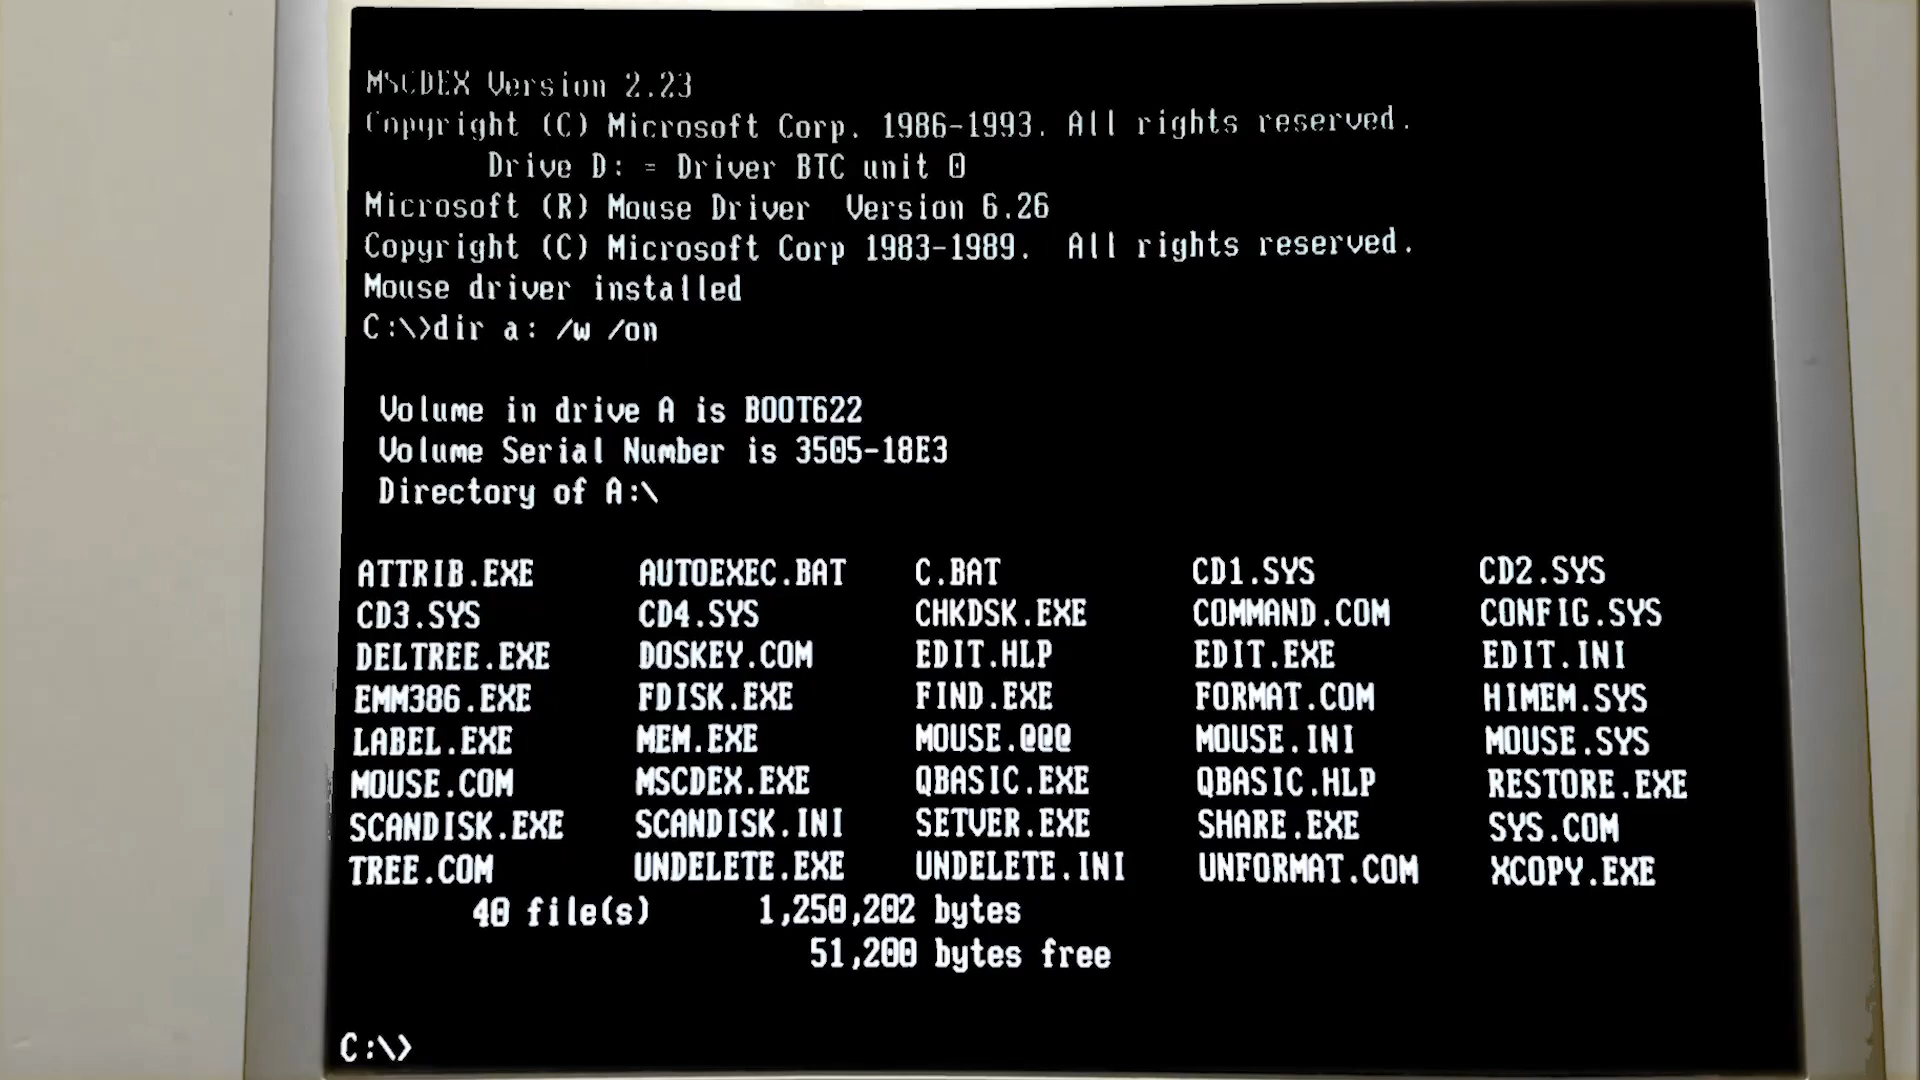 MSCDEX Version 2.23
Copyright (C) Microsoft Corp. 1986-1993. All rights reserved.
Drive D: = Driver BTC unit 0
Microsoft (R) Mouse Driver  Version 6.26
Copyright (C) Microsoft Corp 1983-1989.  All rights reserved.
Mouse driver installed
C:\>dir a: /w /on
Volume in drive A is BOOT622
Volume Serial Number is 3505-18E3
Directory of A:\
ATTRIB.EXE AUTOEXEC.BAT C.BAT CD1.SYS CD2.SYS
CD3.SYS CD4.SYS CHKDSK.EXE COMMAND.COM CONFIG.SYS
DELTREE.EXE DOSKEY.COM EDIT.HLP EDIT.EXE EDIT.INI
EMM386.EXE FDISK.EXE FIND.EXE FORMAT.COM HIMEM.SYS
LABEL.EXE MEM.EXE MOUSE.@@@ MOUSE.INI MOUSE.SYS
MOUSE.COM MSCDEX.EXE QBASIC.EXE QBASIC.HLP RESTORE.EXE
SCANDISK.EXE SCANDISK.INI SETVER.EXE SHARE.EXE SYS.COM
TREE.COM UNDELETE.EXE UNDELETE.INI UNFORMAT.COM XCOPY.EXE
40 file(s) 1,250,202 bytes
51,200 bytes free
C:\>